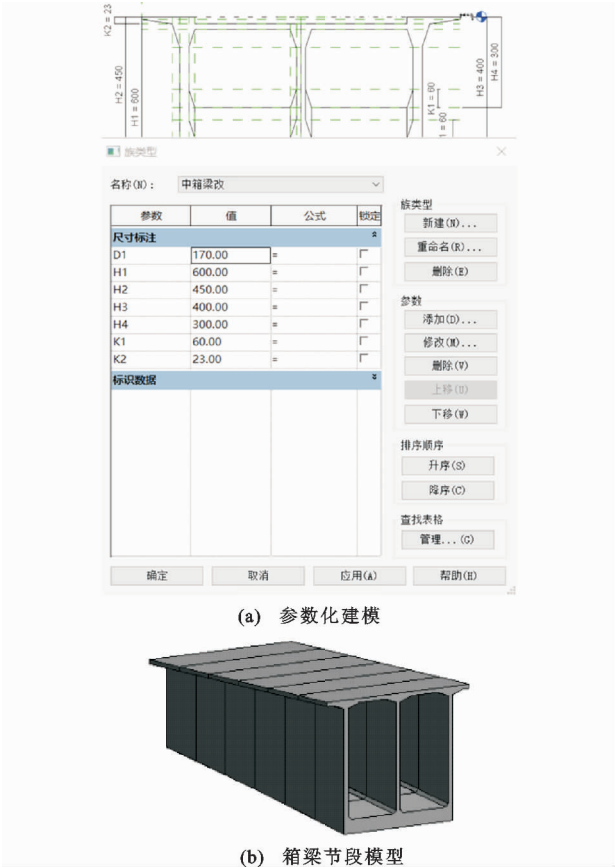 K2 = 23
H2 = 450
H1 = 600
K1 = 60
H3 = 400
H4 = 300
1 = 60
族类型
名称(N):
中箱梁改
参数 值 公式 锁定
尺寸标注
D1 170.00 =
H1 600.00 =
H2 450.00 =
H3 400.00 =
H4 300.00 =
K1 60.00 =
K2 23.00 =
标识数据
族类型
新建(N)...
重命名(R)...
删除(E)
参数
添加(D)...
修改(M)...
删除(V)
上移(U)
下移(W)
排序顺序
升序(S)
降序(C)
查找表格
管理...(G)
确定 取消 应用(A) 帮助(H)
(a) 参数化建模
(b) 箱梁节段模型